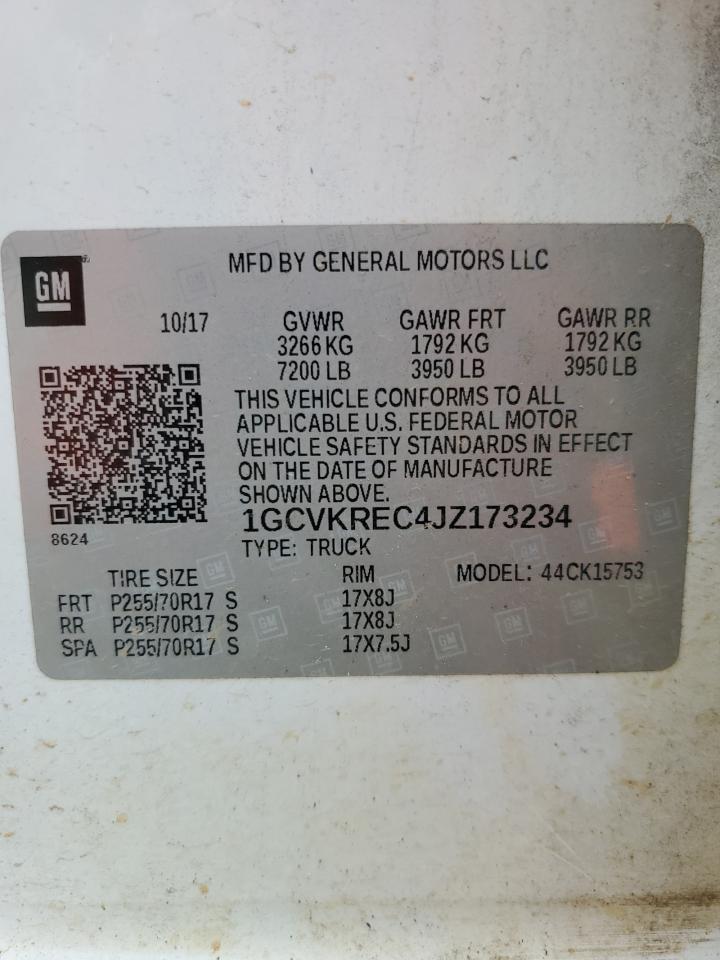 GM
MFD BY GENERAL MOTORS LLC
10/17 GVWR GAWR FRT GAWR RR
3266 KG 1792 KG 1792 KG
7200 LB 3950 LB 3950 LB
THIS VEHICLE CONFORMS TO ALL
APPLICABLE U.S. FEDERAL MOTOR
VEHICLE SAFETY STANDARDS IN EFFECT
ON THE DATE OF MANUFACTURE
SHOWN ABOVE.
1GCVKREC4JZ173234
8624
TYPE: TRUCK
TIRE SIZE RIM MODEL: 44CK15753
FRT P255/70R17 S 17X8J
RR P255/70R17 S 17X8J
SPA P255/70R17 S 17X7.5J